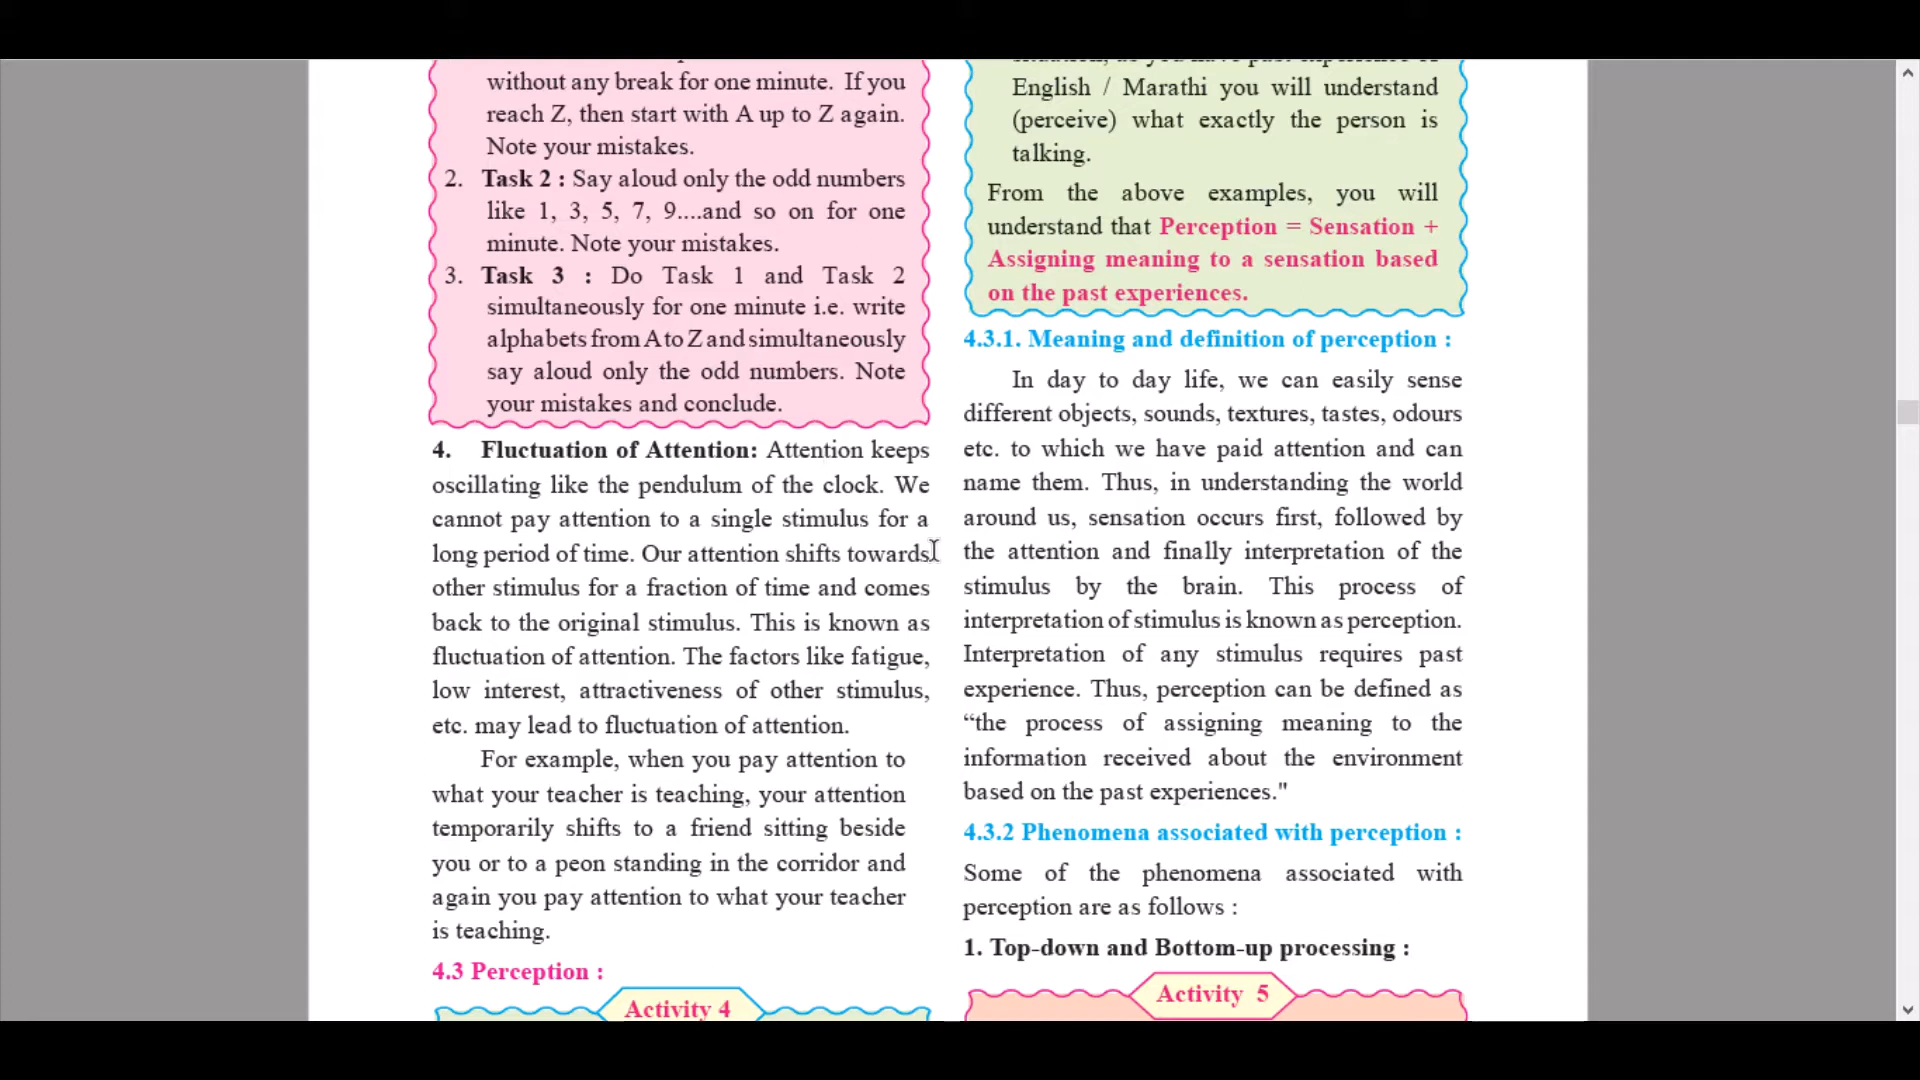 without any break for one minute. If you
reach Z, then start with A up to Z again.
Note your mistakes.
2. Task 2 : Say aloud only the odd numbers
like 1, 3, 5, 7, 9....and so on for one
minute. Note your mistakes.
3. Task 3 : Do Task 1 and Task 2
simultaneously for one minute i.e. write
alphabets from A to Z and simultaneously
say aloud only the odd numbers. Note
your mistakes and conclude.
4. Fluctuation of Attention: Attention keeps
oscillating like the pendulum of the clock. We
cannot pay attention to a single stimulus for a
long period of time. Our attention shifts towards
other stimulus for a fraction of time and comes
back to the original stimulus. This is known as
fluctuation of attention. The factors like fatigue,
low interest, attractiveness of other stimulus,
etc. may lead to fluctuation of attention.
For example, when you pay attention to
what your teacher is teaching, your attention
temporarily shifts to a friend sitting beside
you or to a peon standing in the corridor and
again you pay attention to what your teacher
is teaching.
4.3 Perception :
Activity 4
English / Marathi you will understand
(perceive) what exactly the person is
talking.
From the above examples, you will
understand that Perception = Sensation +
Assigning meaning to a sensation based
on the past experiences.
4.3.1. Meaning and definition of perception :
In day to day life, we can easily sense
different objects, sounds, textures, tastes, odours
etc. to which we have paid attention and can
name them. Thus, in understanding the world
around us, sensation occurs first, followed by
the attention and finally interpretation of the
stimulus by the brain. This process of
interpretation of stimulus is known as perception.
Interpretation of any stimulus requires past
experience. Thus, perception can be defined as
“the process of assigning meaning to the
information received about the environment
based on the past experiences."
4.3.2 Phenomena associated with perception :
Some of the phenomena associated with
perception are as follows :
1. Top-down and Bottom-up processing :
Activity 5